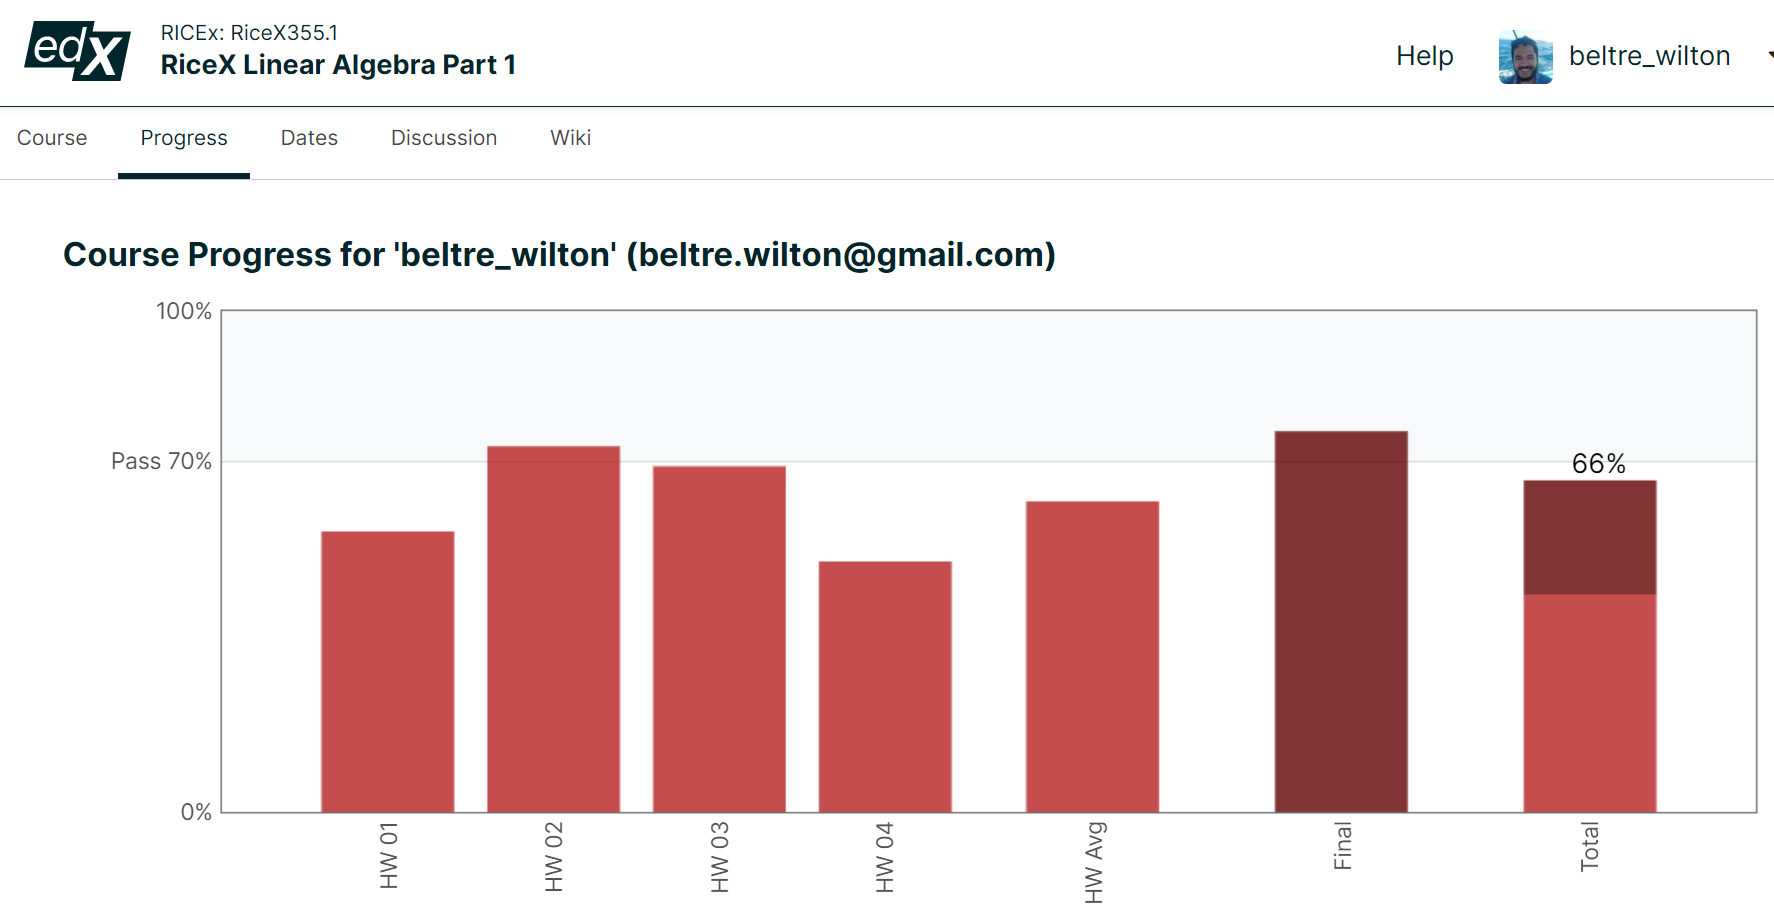 edX
RICEx: RiceX355.1
RiceX Linear Algebra Part 1
Help
beltre_wilton
Course Progress Dates Discussion Wiki
Course Progress for 'beltre_wilton' (beltre.wilton@gmail.com)
100%
Pass 70%
66%
0%
HW 01
HW 02
HW 03
HW 04
HW Avg
Final
Total